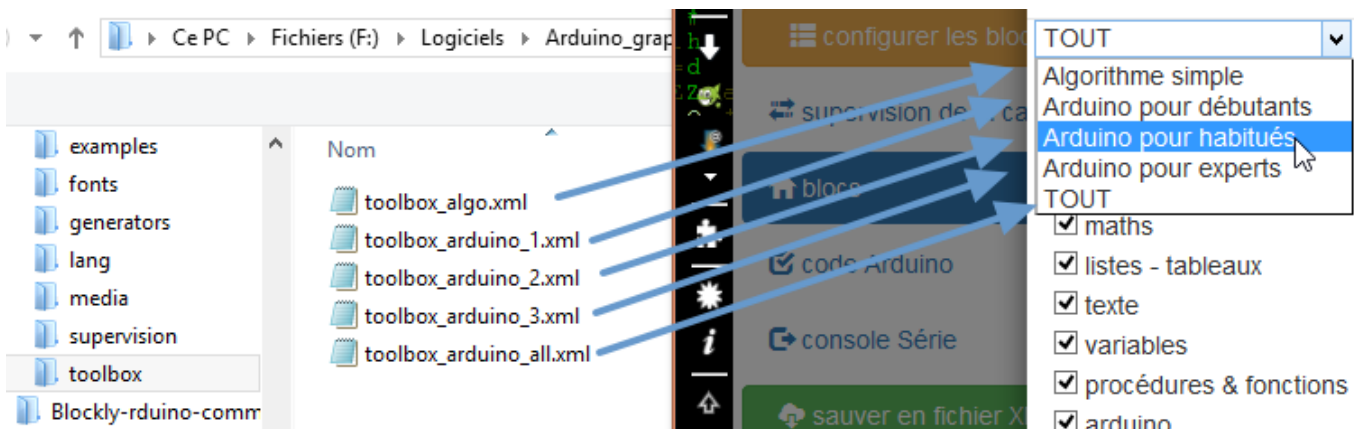 Ce PC
Fichiers (F:)
Logiciels
Arduino_grap
examples
fonts
generators
lang
media
supervision
toolbox
Blockly-rduino-comm
Nom
toolbox_algo.xml
toolbox_arduino_1.xml
toolbox_arduino_2.xml
toolbox_arduino_3.xml
toolbox_arduino_all.xml
configurer les bloc
supervision de
ca
blocs
code Arduino
console Série
sauver en fichier X
TOUT
Algorithme simple
Arduino pour débutants
Arduino pour habitués
Arduino pour experts
TOUT
maths
listes - tableaux
texte
variables
procédures & fonctions
arduino